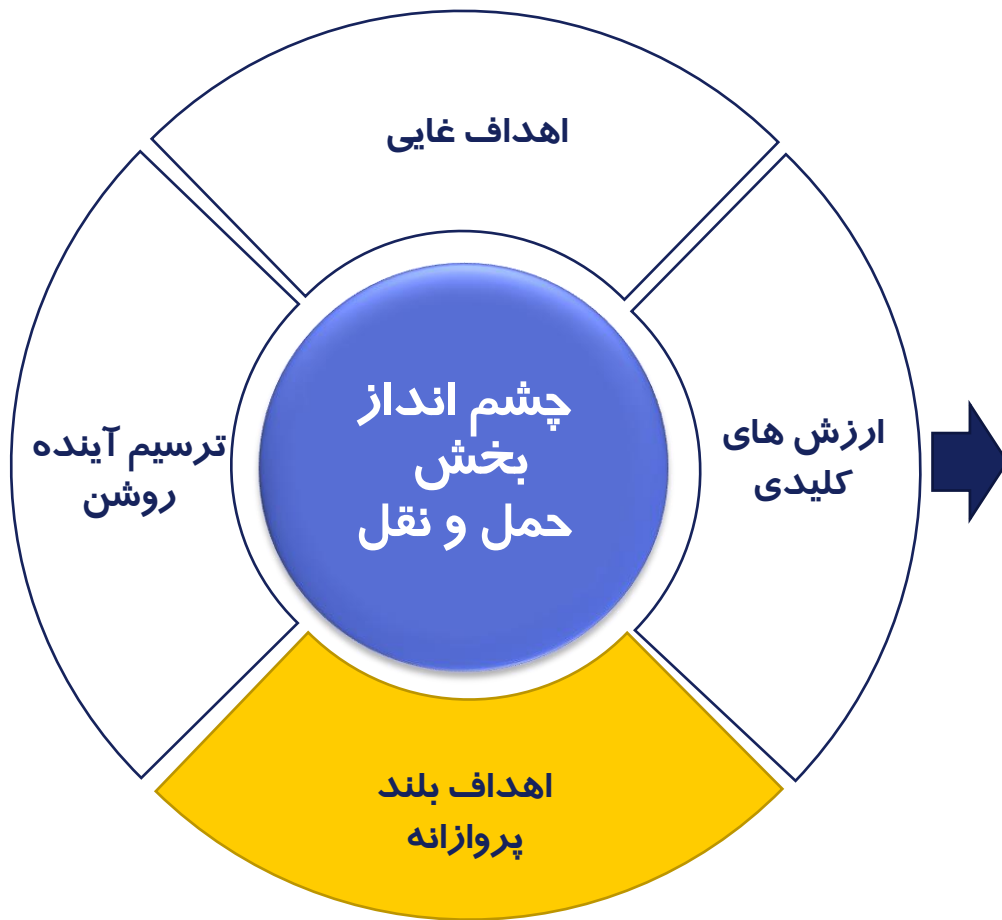 اهداف غایی
چشم انداز
بخش
حمل و نقل
ارزش های
کلیدی
ترسیم آینده
روشن
اهداف بلند
پروازانه